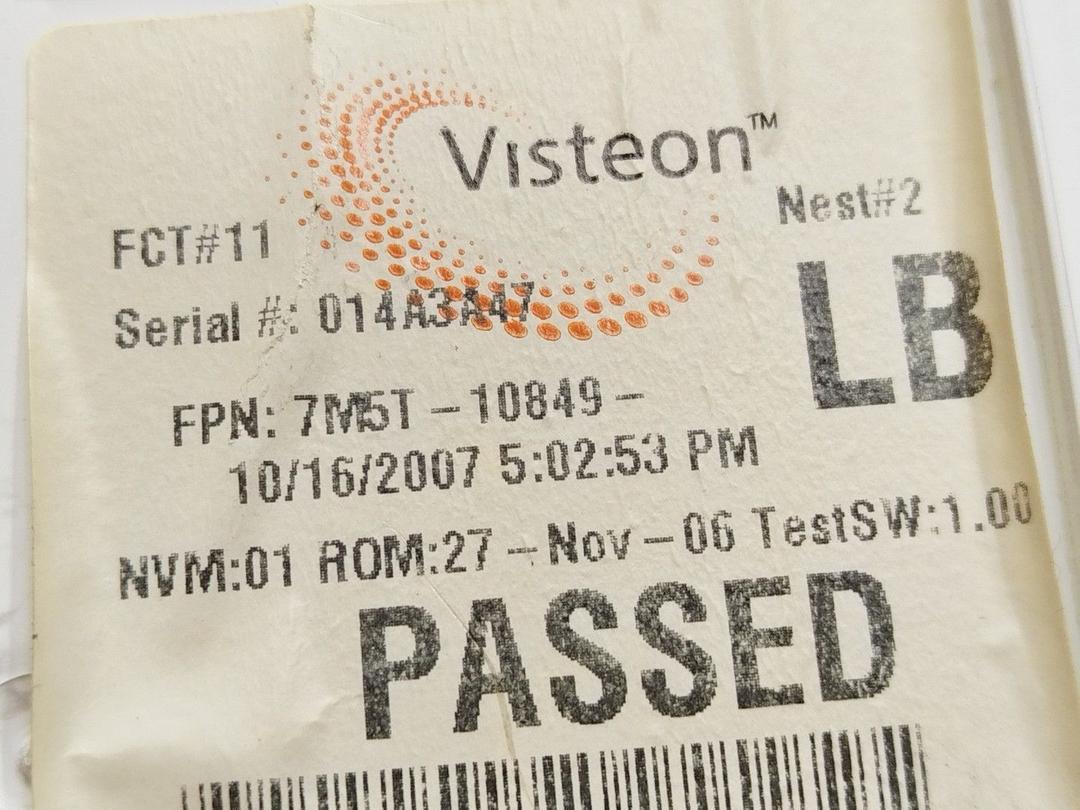 Visteon™
Nest#2
FCT#11
LB
Serial #: 014A3A47
FPN: 7M5T -10849-
10/16/2007 5:02:53 PM
NVM:01 ROM:27 -Nov -06 TestSW:1.00
PASSED